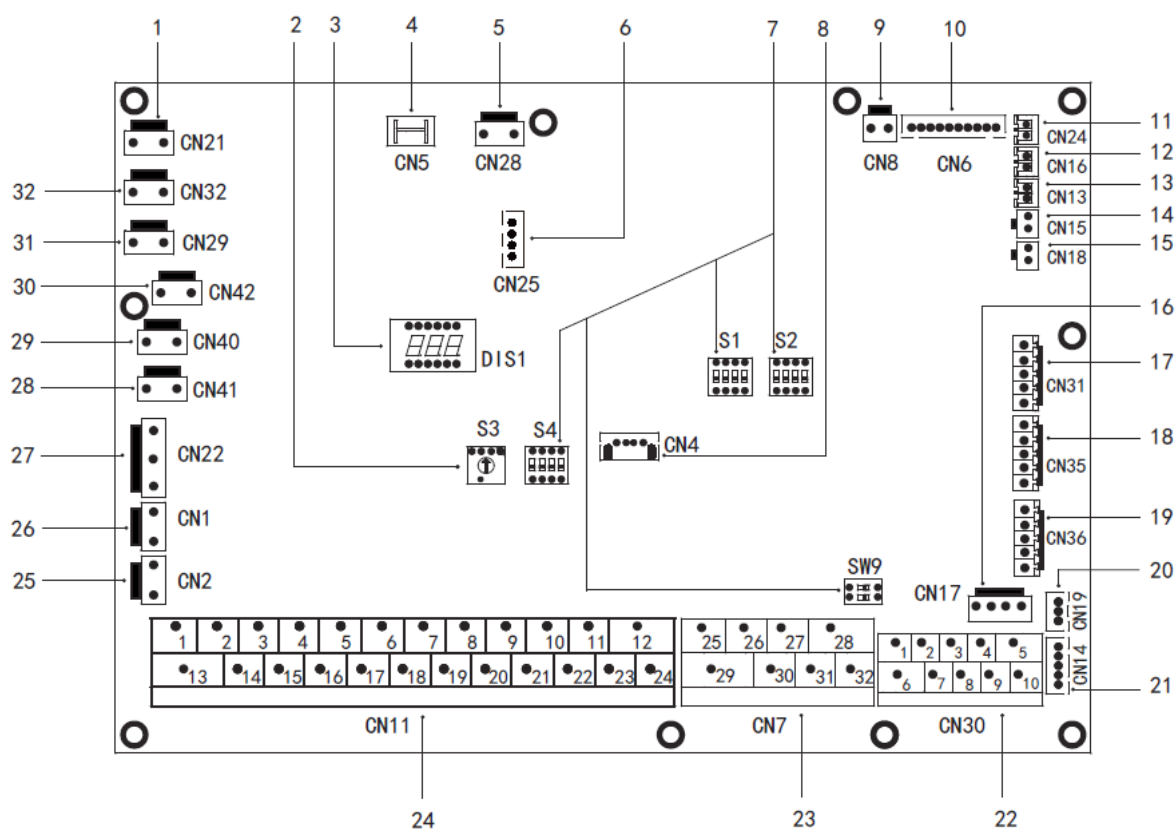 1 2 3 4 5 6 7 8 9 10
CN21 CN5 CN28 CN8 CN6 CN24 11
CN16 12
32 CN32 CN13 13
CN15 14
31 CN29 CN18 15
CN25
30 CN42
16
29 CN40
DIS1 S1 S2
28 CN41 CN31 17
S3 S4 CN4
27 CN22 CN35 18
26 CN1 CN36 19
SW9
25 CN2 CN17 20
CN19
1 2 3 4 5 6 7 8 9 10 11 12 25 26 27 28 1 2 3 4 5
CN14
13 14 15 16 17 18 19 20 21 22 23 24 29 30 31 32 6 7 8 9 10 21
CN11 CN7 CN30
24 23 22